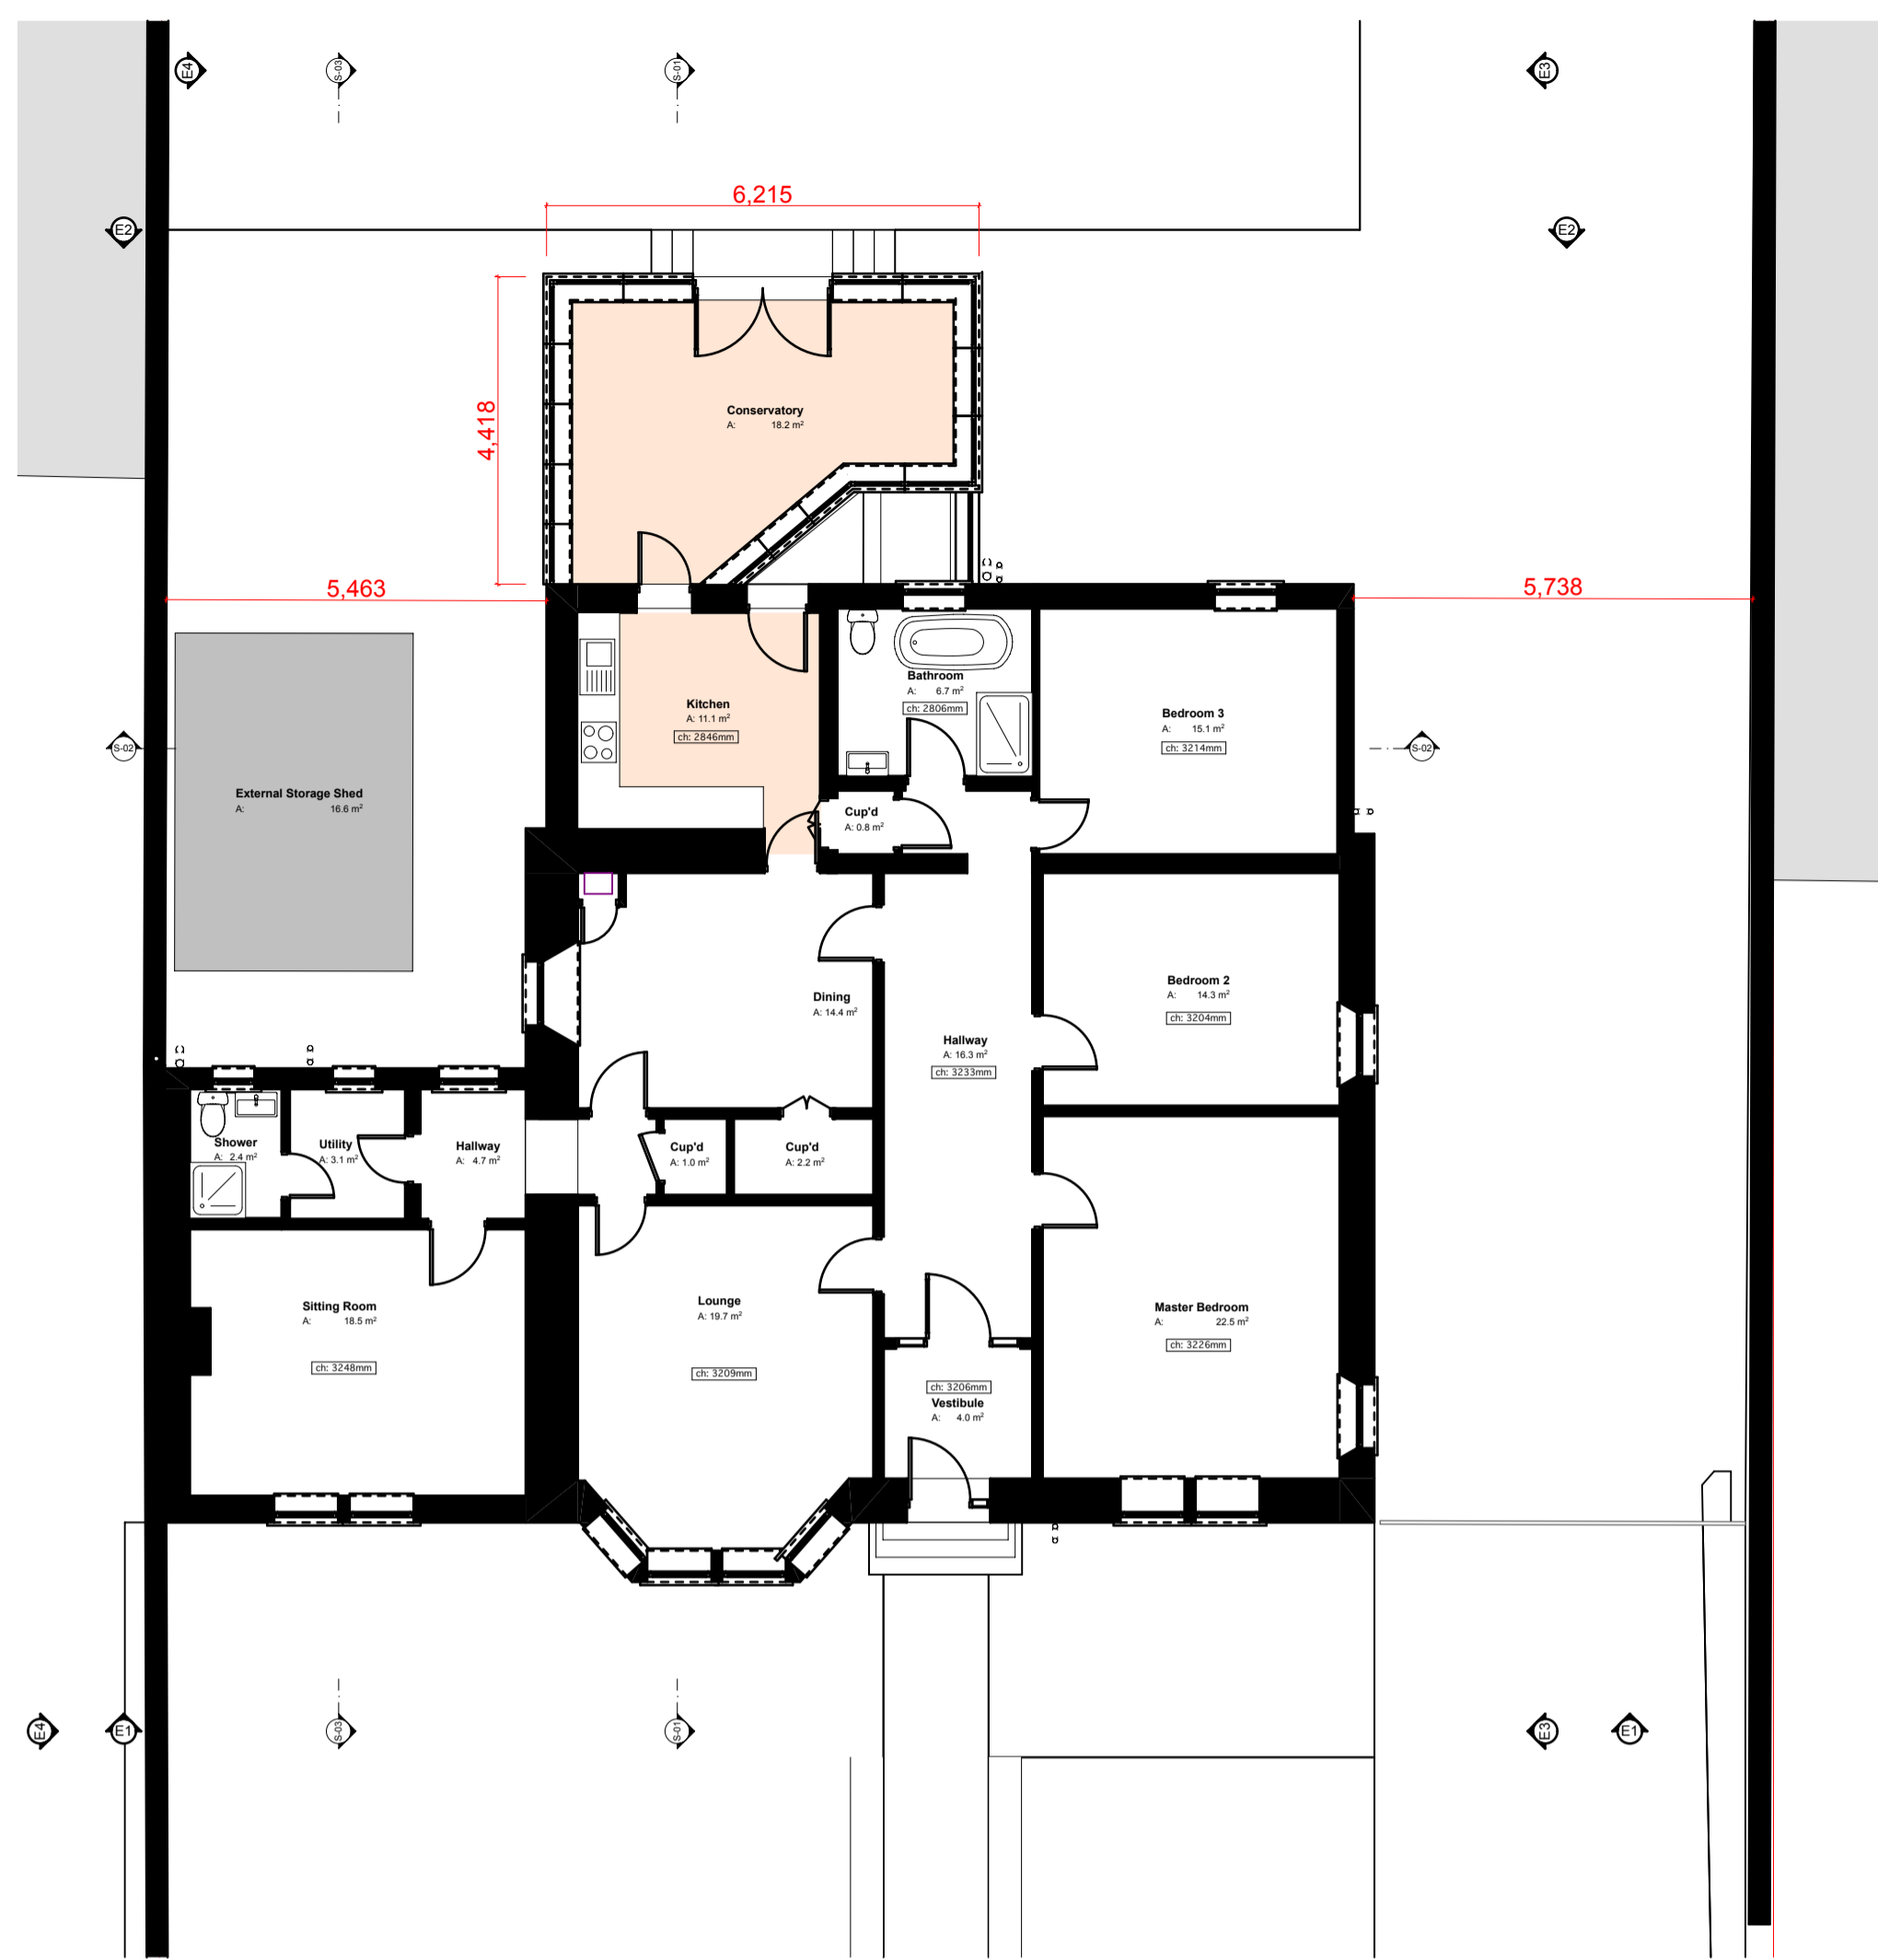 E4
S-03
S-01
E3
6,215
E2
E2
4,418
Conservatory
A: 18.2 m²
5,463
5,738
Kitchen
A: 11.1 m²
ch: 2846mm
Bathroom
A: 6.7 m²
ch: 2806mm
Bedroom 3
A: 15.1 m²
ch: 3214mm
S-02
S-02
External Storage Shed
A: 16.6 m²
Cup'd
A: 0.8 m²
Dining
A: 14.4 m²
Bedroom 2
A: 14.3 m²
ch: 3204mm
Hallway
A: 16.3 m²
ch: 3233mm
Shower
A: 2.4 m²
Utility
A: 3.1 m²
Hallway
A: 4.7 m²
Cup'd
A: 1.0 m²
Cup'd
A: 2.2 m²
Sitting Room
A: 18.5 m²
ch: 3248mm
Lounge
A: 19.7 m²
ch: 3209mm
Master Bedroom
A: 22.5 m²
ch: 3226mm
ch: 3206mm
Vestibule
A: 4.0 m²
E4
E1
S-03
S-01
E3
E1